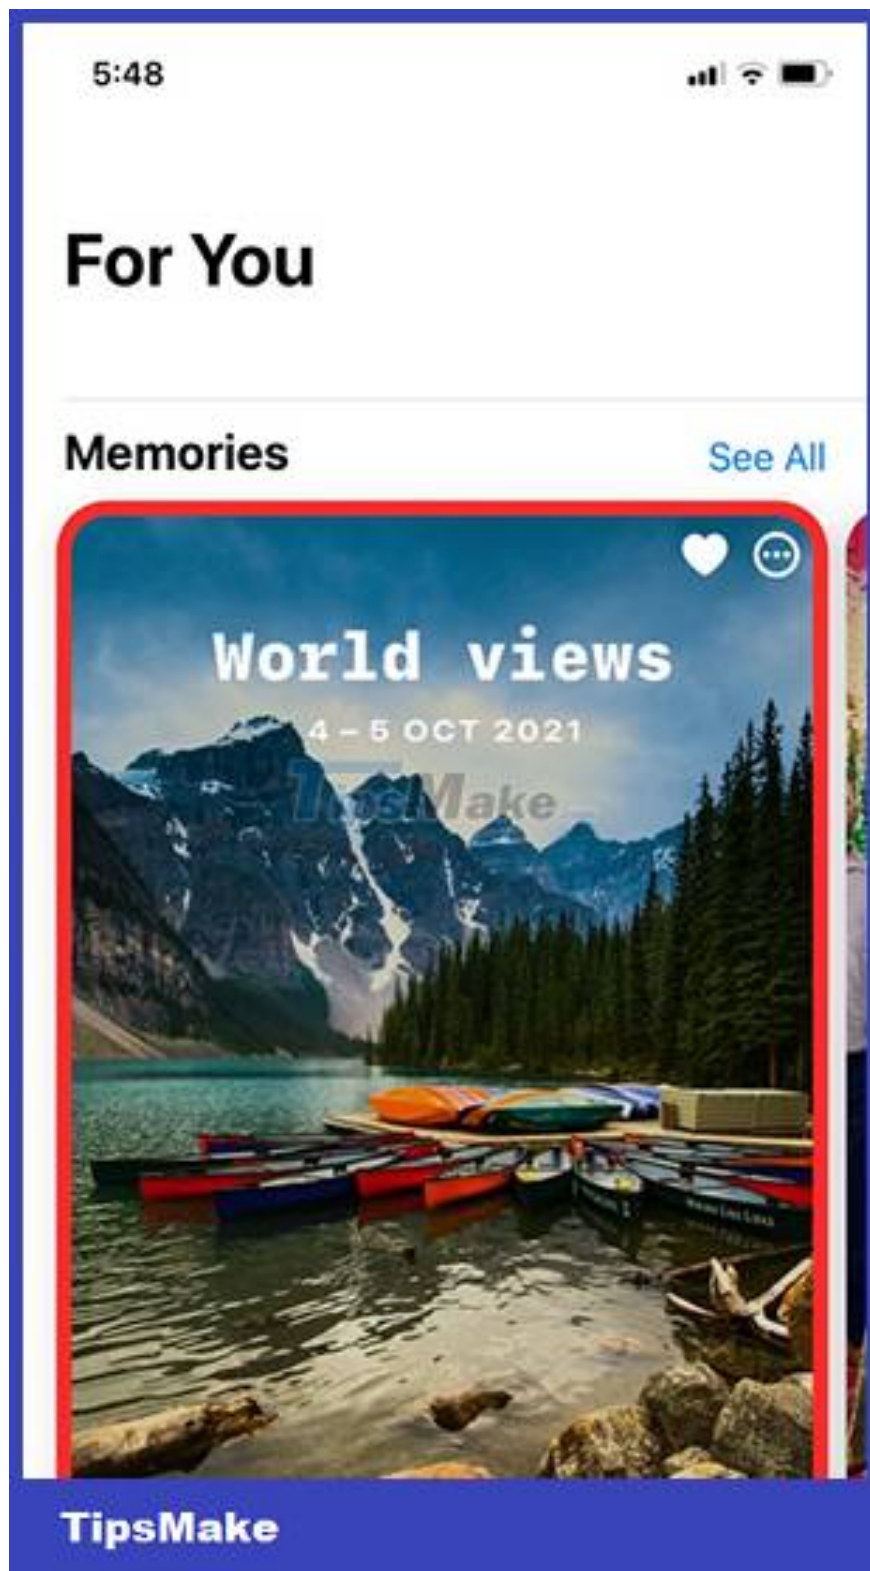 5:48
For You
Memories
See All
World views
4 – 5 OCT 2021
TipsMake
TipsMake